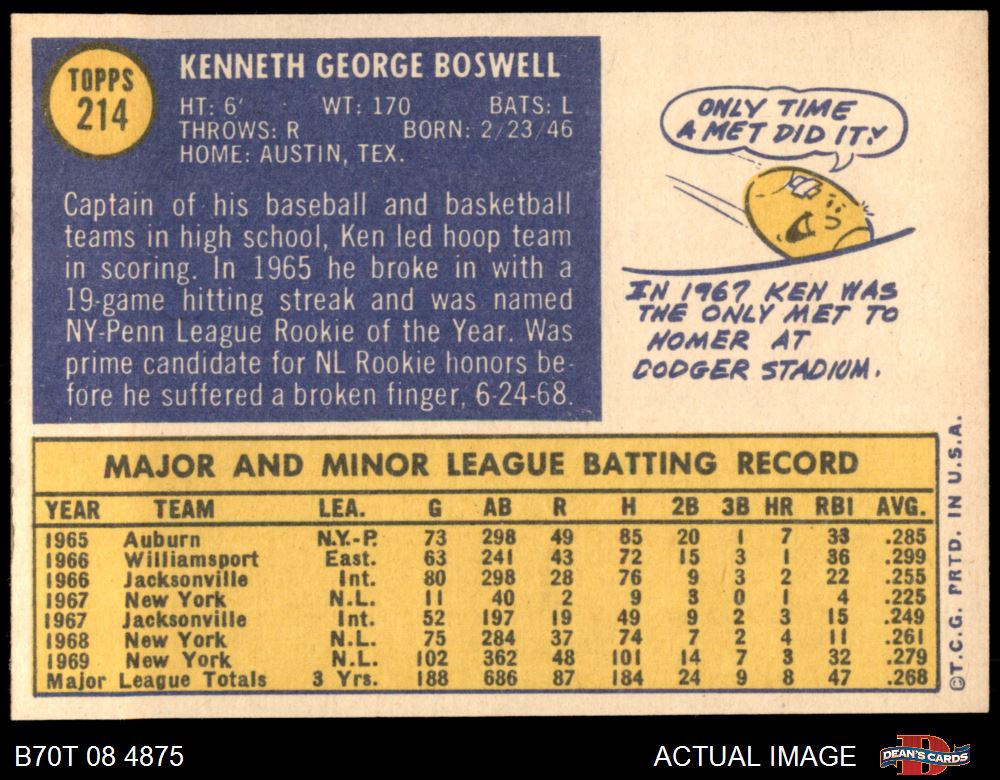 TOPPS
214
KENNETH GEORGE BOSWELL
HT: 6' WT: 170 BATS: L
THROWS: R BORN: 2/23/46
HOME: AUSTIN, TEX.
Captain of his baseball and basketball
teams in high school, Ken led hoop team
in scoring. In 1965 he broke in with a
19-game hitting streak and was named
NY-Penn League Rookie of the Year. Was
prime candidate for NL Rookie honors be-
fore he suffered a broken finger, 6-24-68.
ONLY TIME
A MET DID IT!
IN 1967 KEN WAS
THE ONLY MET TO
HOMER AT
DODGER STADIUM.
MAJOR AND MINOR LEAGUE BATTING RECORD
YEAR TEAM LEA. G AB R H 2B 3B HR RBI AVG.
1965 Auburn N.Y.-P. 73 298 49 85 20 1 7 33 .285
1966 Williamsport East. 63 241 43 72 15 3 1 36 .299
1966 Jacksonville Int. 80 298 28 76 9 3 2 22 .255
1967 New York N.L. 11 40 2 9 3 0 1 4 .225
1967 Jacksonville Int. 52 197 19 49 9 2 3 15 .249
1968 New York N.L. 75 284 37 74 7 2 4 11 .261
1969 New York N.L. 102 362 48 101 14 7 3 32 .279
Major League Totals 3 Yrs. 188 686 87 184 24 9 8 47 .268
©T.C.G. PRTD. IN U.S.A.
B70T 08 4875
ACTUAL IMAGE
D
DEAN'S CARDS